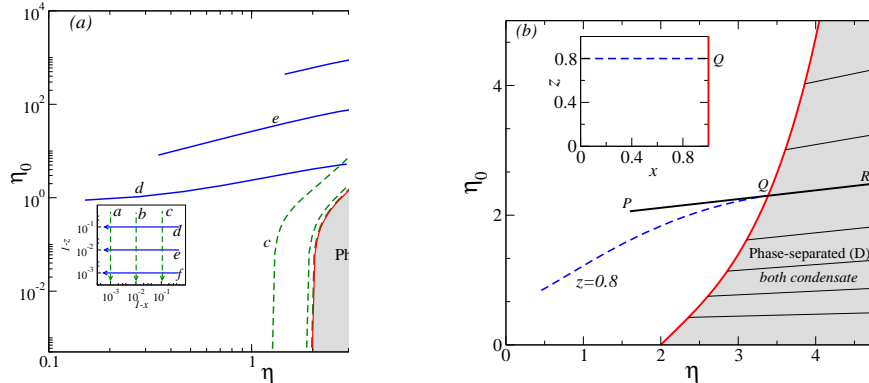 (a)
10^4
10^2
10^0
10^-2
η_0
e
d
c
a b c
d
e
f
10^-1
10^-2
10^-3
1-z
10^-3 10^-2 10^-1
1-x
Ph
0.1 1
η
(b)
4
2
0
η_0
0.8
0.4
0
z
0 0.4 0.8
x
Q
P
Q
R
z=0.8
Phase-separated (D)
both condensate
0 1 2 3 4
η